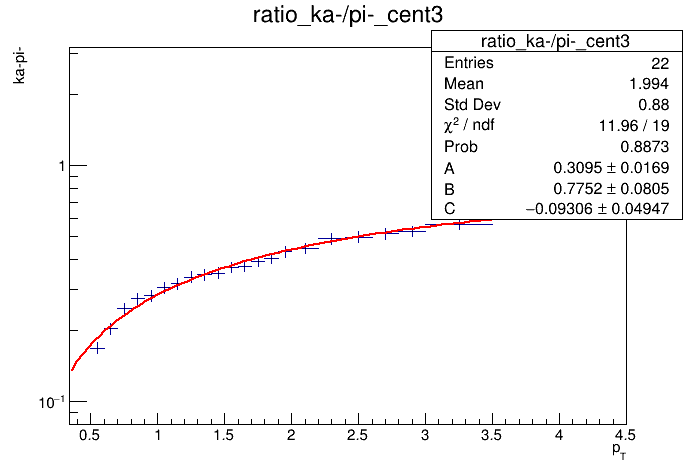 ratio_ka-/pi-_cent3
ka-pi-
ratio_ka-/pi-_cent3
Entries 22
Mean 1.994
Std Dev 0.88
χ² / ndf 11.96 / 19
Prob 0.8873
A 0.3095 ± 0.0169
B 0.7752 ± 0.0805
C −0.09306 ± 0.04947
1
10⁻¹
0.5 1 1.5 2 2.5 3 3.5 4 4.5
p_T